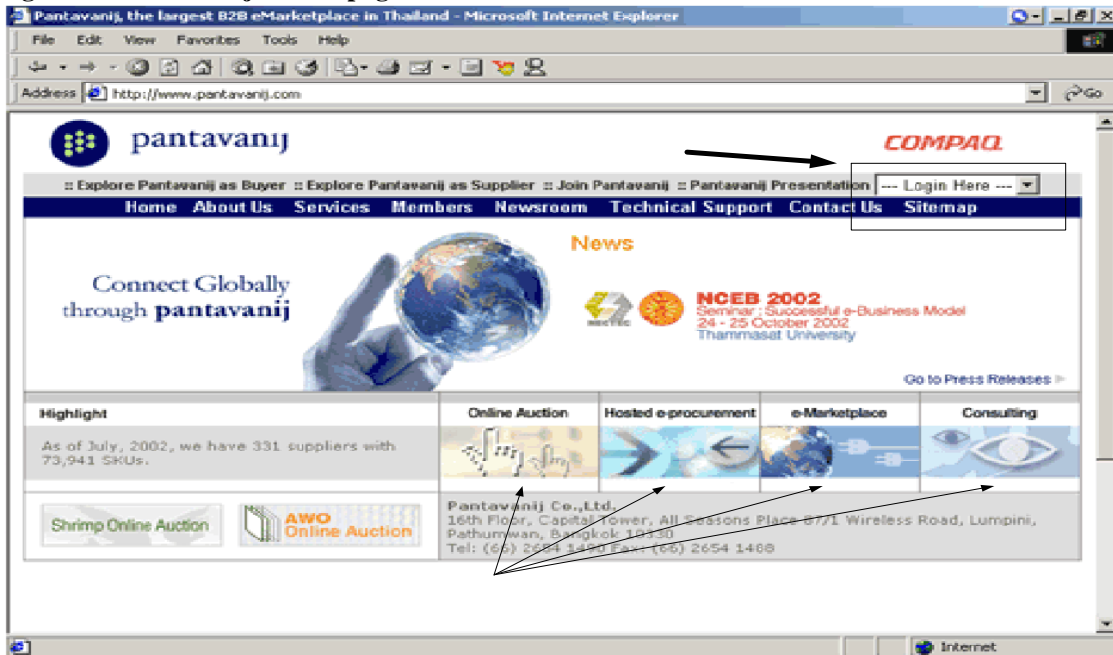 Pantavanij, the largest B2B eMarketplace in Thailand - Microsoft Internet Explorer
File Edit View Favorites Tools Help
Address http://www.pantavanij.com Go
pantavanij
COMPAQ
:: Explore Pantavanij as Buyer :: Explore Pantavanij as Supplier :: Join Pantavanij :: Pantavanij Presentation --- Login Here ---
Home About Us Services Members Newsroom Technical Support Contact Us Sitemap
News
Connect Globally
through pantavanij
NECTEC
NCEB 2002
Seminar : Successful e-Business Model
24 - 25 October 2002
Thammasat University
Go to Press Releases
Highlight
Online Auction Hosted e-procurement e-Marketplace Consulting
As of July, 2002, we have 331 suppliers with
73,941 SKUs.
Shrimp Online Auction
AWO
Online Auction
Pantavanij Co.,Ltd.
16th Floor, Capital Tower, All Seasons Place 87/1 Wireless Road, Lumpini,
Pathumwan, Bangkok 10330
Tel: (66) 2654 1490 Fax: (66) 2654 1488
Internet